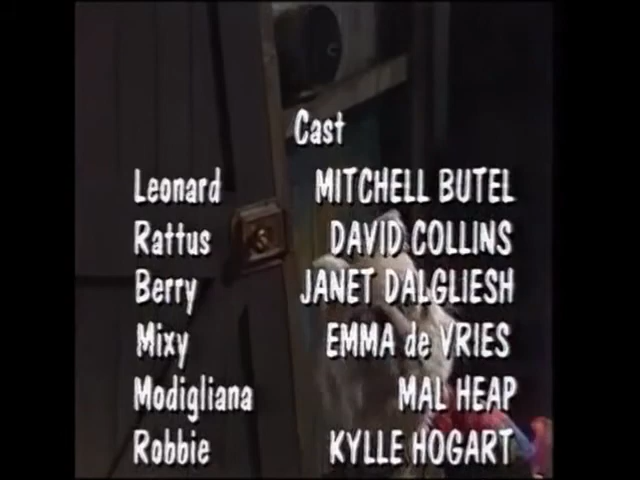 Cast
Leonard MITCHELL BUTEL
Rattus DAVID COLLINS
Berry JANET DALGLIESH
Mixy EMMA de VRIES
Modigliana MAL HEAP
Robbie KYLLE HOGART